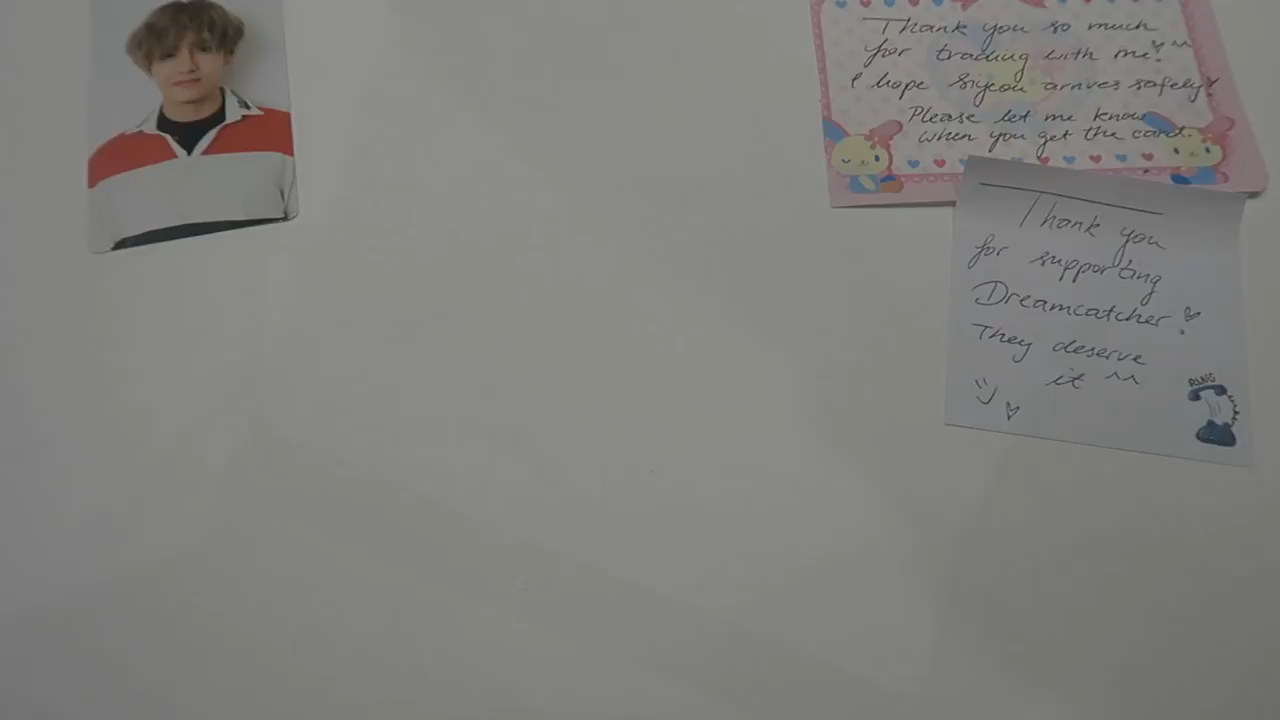 Thank you so much
for trading with me!
I hope Siyeon arrives safely!
Please let me know
when you get the card.
Thank you
for supporting
Dreamcatcher!
They deserve
it ^^
RING